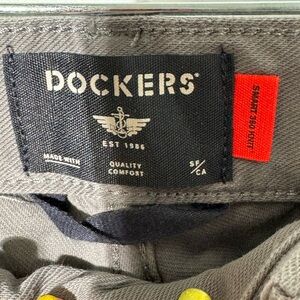 DOCKERS®
EST 1986
MADE WITH
QUALITY
COMFORT
SF/
CA
SMART 360 KNIT